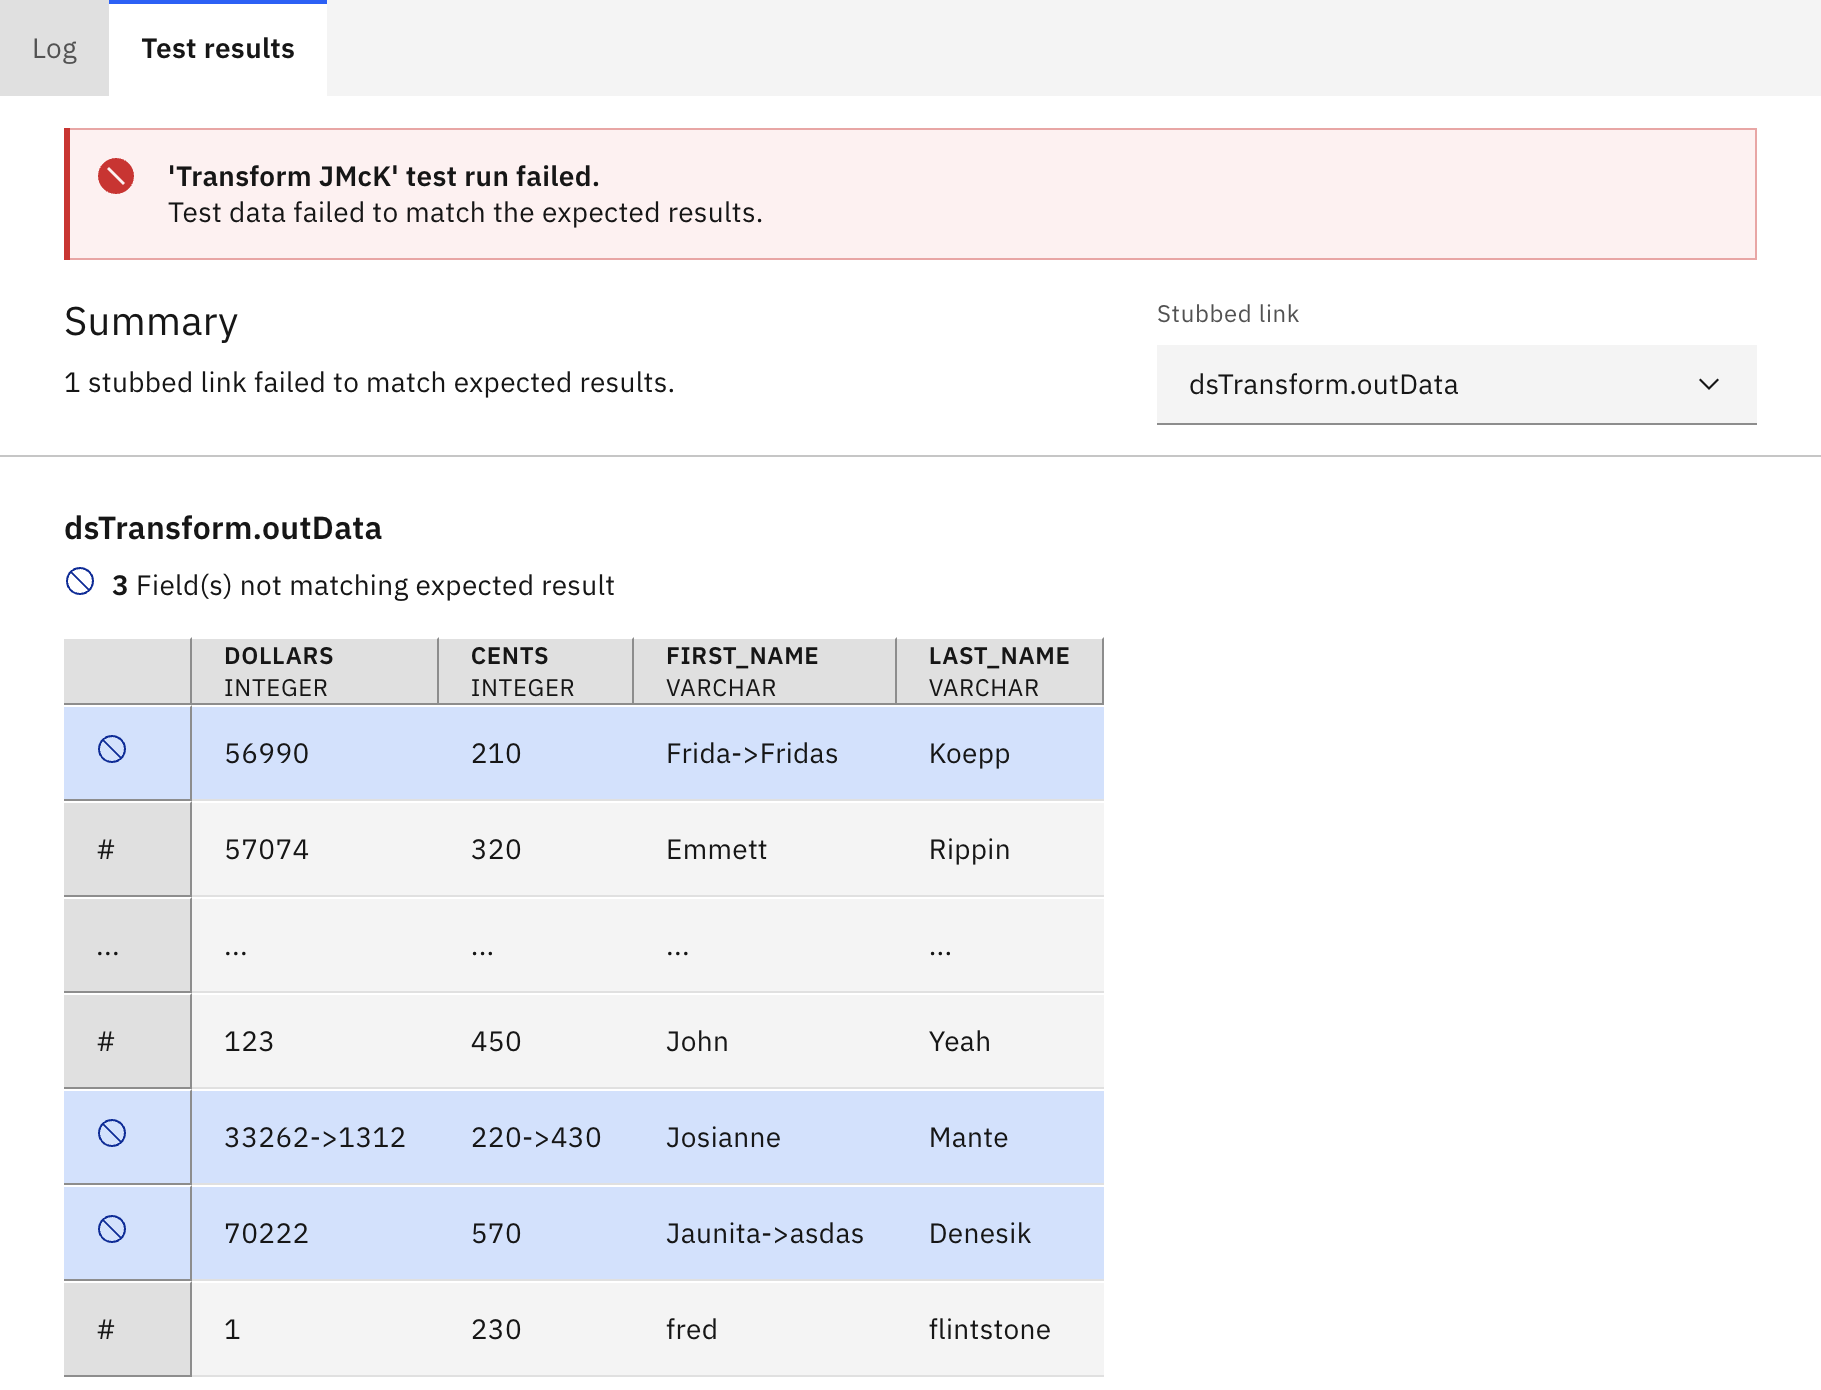 Log Test results
'Transform JMcK' test run failed.
Test data failed to match the expected results.
Summary
1 stubbed link failed to match expected results.
Stubbed link
dsTransform.outData
dsTransform.outData
3 Field(s) not matching expected result
DOLLARS CENTS FIRST_NAME LAST_NAME
INTEGER INTEGER VARCHAR VARCHAR
56990 210 Frida->Fridas Koepp
# 57074 320 Emmett Rippin
... ... ... ... ...
# 123 450 John Yeah
33262->1312 220->430 Josianne Mante
70222 570 Jaunita->asdas Denesik
# 1 230 fred flintstone